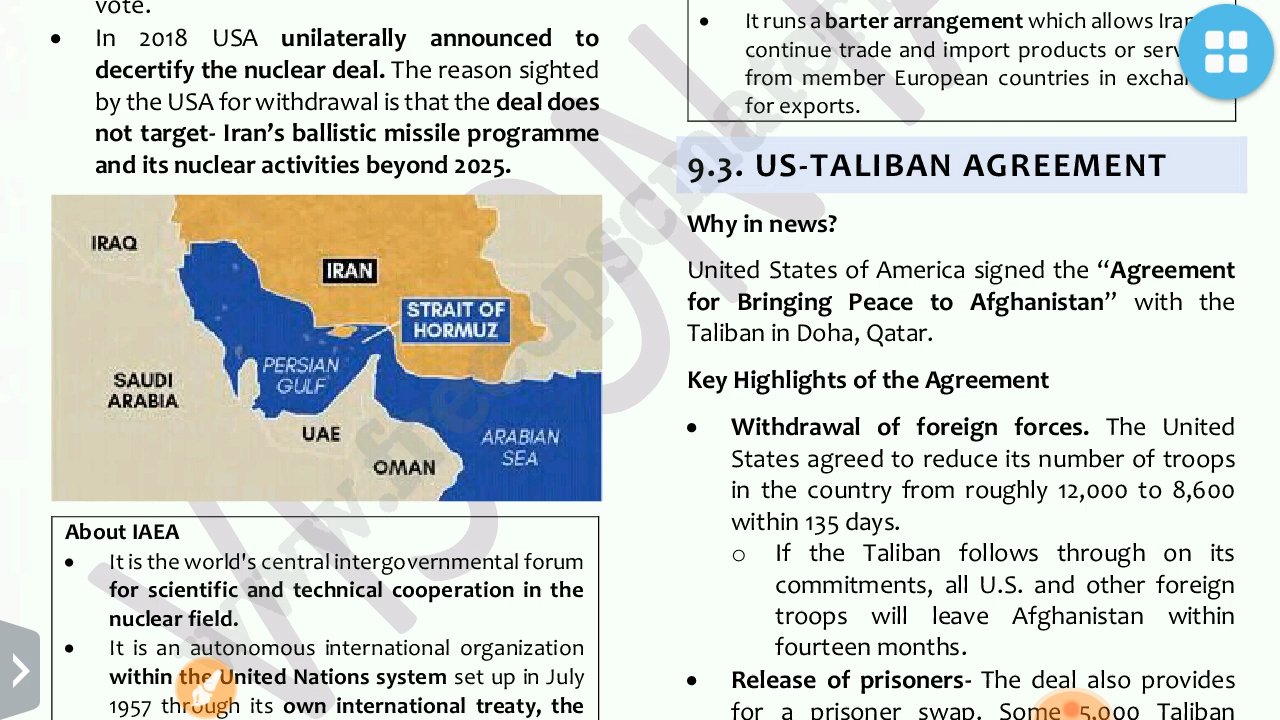 vote.
• In 2018 USA unilaterally announced to
decertify the nuclear deal. The reason sighted
by the USA for withdrawal is that the deal does
not target- Iran's ballistic missile programme
and its nuclear activities beyond 2025.
IRAQ
IRAN
STRAIT OF
HORMUZ
PERSIAN
GULF
SAUDI
ARABIA
UAE
OMAN
ARABIAN
SEA
About IAEA
• It is the world's central intergovernmental forum
for scientific and technical cooperation in the
nuclear field.
• It is an autonomous international organization
within the United Nations system set up in July
1957 through its own international treaty, the
• It runs a barter arrangement which allows
continue trade and import products or
from member European countries in
for exports.
9.3. US-TALIBAN AGREEMENT
Why in news?
United States of America signed the “Agreement
for Bringing Peace to Afghanistan” with the
Taliban in Doha, Qatar.
Key Highlights of the Agreement
• Withdrawal of foreign forces. The United
States agreed to reduce its number of troops
in the country from roughly 12,000 to 8,600
within 135 days.
o If the Taliban follows through on its
commitments, all U.S. and other foreign
troops will leave Afghanistan within
fourteen months.
• Release of prisoners- The deal also provides
for a prisoner swap. Some 5,000 Taliban